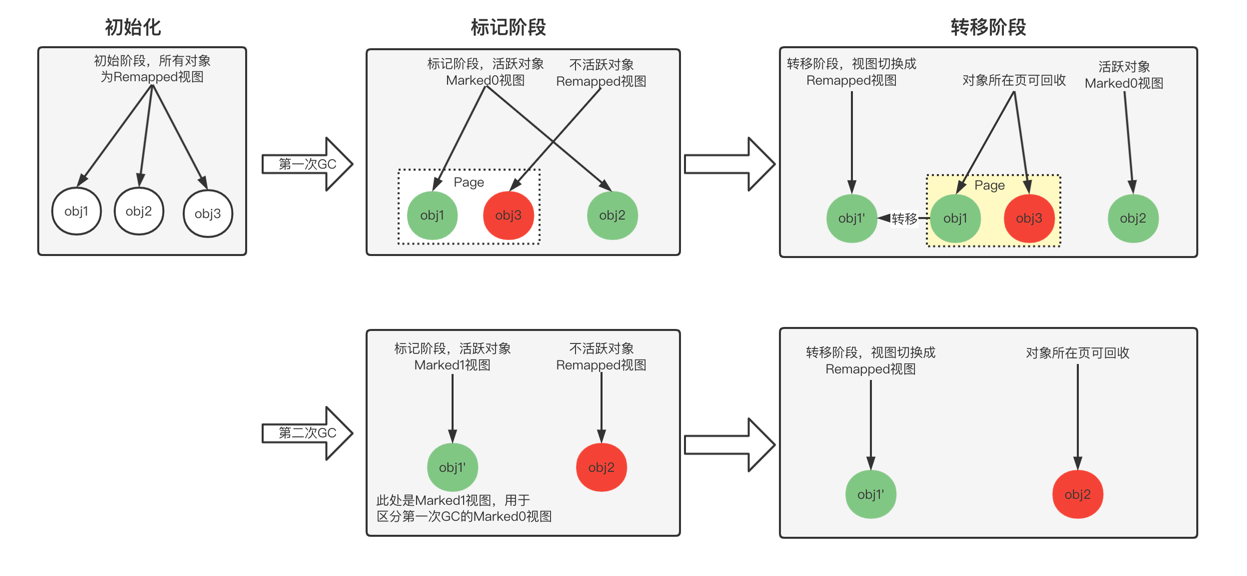 初始化
标记阶段
转移阶段
初始阶段，所有对象
为Remapped视图
obj1
obj2
obj3
第一次GC
标记阶段，活跃对象
Marked0视图
不活跃对象
Remapped视图
Page
obj1
obj3
obj2
转移阶段，视图切换成
Remapped视图
对象所在页可回收
活跃对象
Marked0视图
Page
obj1'
转移
obj1
obj3
obj2
第二次GC
标记阶段，活跃对象
Marked1视图
不活跃对象
Remapped视图
obj1'
obj2
此处是Marked1视图，用于
区分第一次GC的Marked0视图
转移阶段，视图切换成
Remapped视图
对象所在页可回收
obj1'
obj2